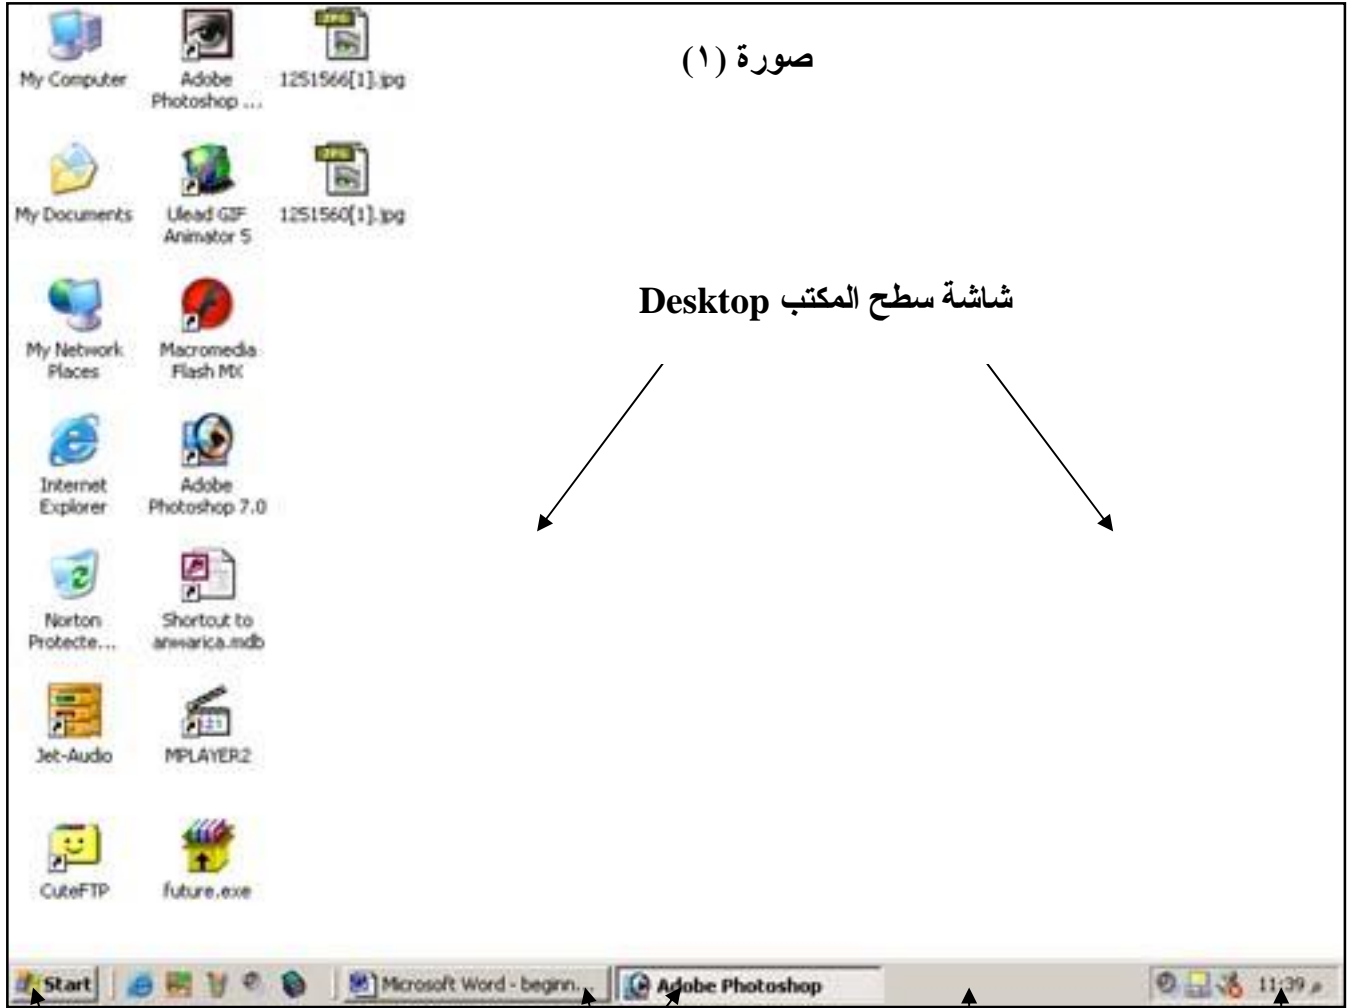 صورة (١)
My Computer
Adobe
Photoshop ...
1251566[1].jpg
My Documents
Ulead GIF
Animator 5
1251560[1].jpg
شاشة سطح المكتب Desktop
My Network
Places
Macromedia
Flash MX
Internet
Explorer
Adobe
Photoshop 7.0
Norton
Protecte...
Shortcut to
anwarica.mdb
Jet-Audio
MPLAYER2
CuteFTP
future.exe
Start
Microsoft Word - beginn...
Adobe Photoshop
11:39 م